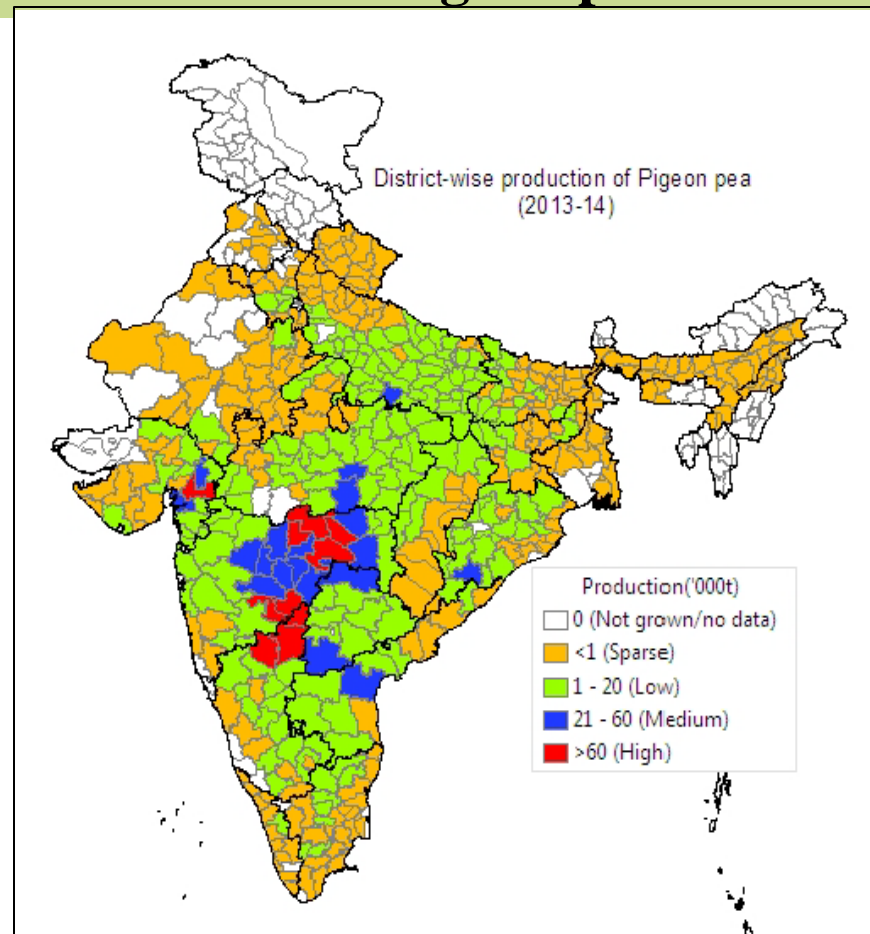 District-wise production of Pigeon pea
(2013-14)
Production('000t)
0 (Not grown/no data)
<1 (Sparse)
1 - 20 (Low)
21 - 60 (Medium)
>60 (High)